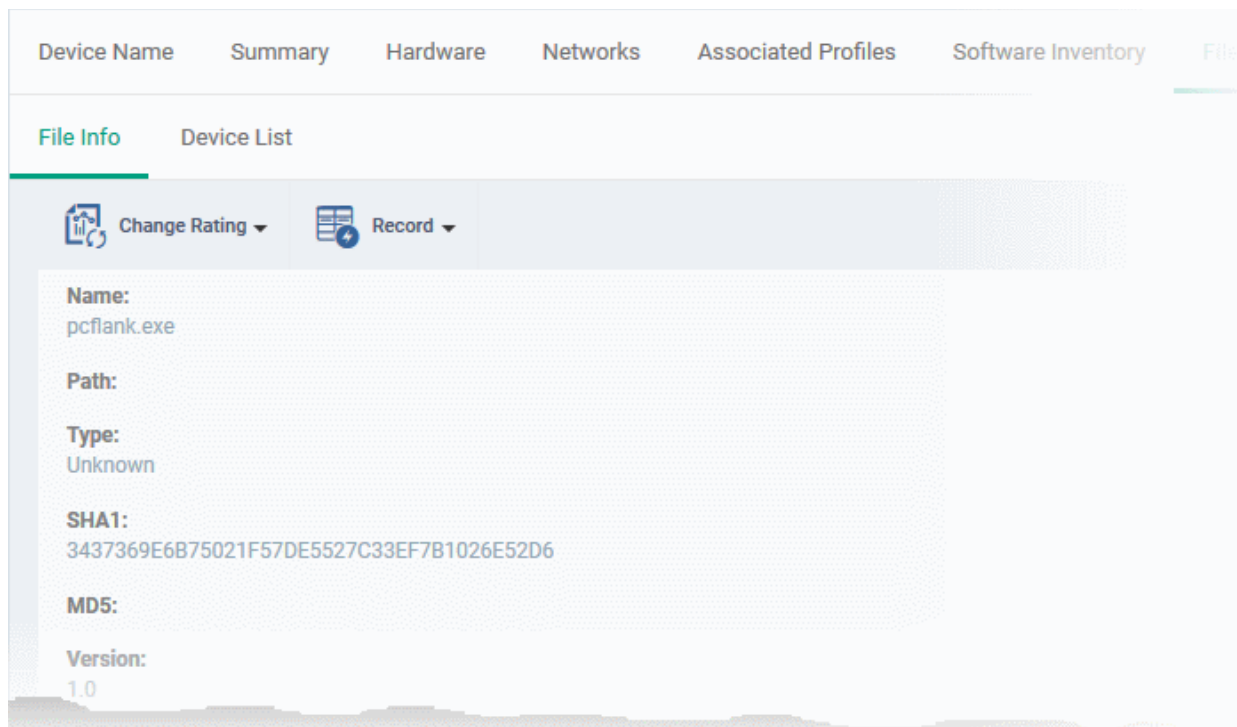 Device Name Summary Hardware Networks Associated Profiles Software Inventory File
File Info Device List
Change Rating Record
Name:
pcflank.exe
Path:
Type:
Unknown
SHA1:
3437369E6B75021F57DE5527C33EF7B1026E52D6
MD5:
Version:
1.0